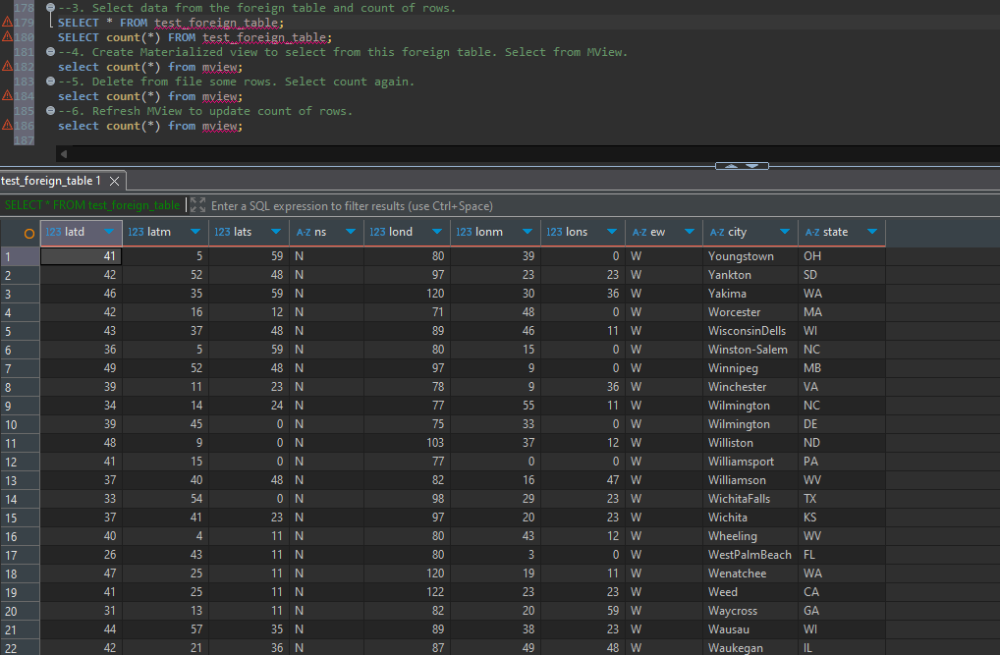 178 --3. Select data from the foreign table and count of rows.
179 SELECT * FROM test_foreign_table;
180 SELECT count(*) FROM test_foreign_table;
181 --4. Create Materialized view to select from this foreign table. Select from MView.
182 select count(*) from mview;
183 --5. Delete from file some rows. Select count again.
184 select count(*) from mview;
185 --6. Refresh MView to update count of rows.
186 select count(*) from mview;
187
test_foreign_table 1
SELECT * FROM test_foreign_table Enter a SQL expression to filter results (use Ctrl+Space)
123 latd 123 latm 123 lats A-Z ns 123 lond 123 lonm 123 lons A-Z ew A-Z city A-Z state
1 41 5 59 N 80 39 0 W Youngstown OH
2 42 52 48 N 97 23 23 W Yankton SD
3 46 35 59 N 120 30 36 W Yakima WA
4 42 16 12 N 71 48 0 W Worcester MA
5 43 37 48 N 89 46 11 W WisconsinDells WI
6 36 5 59 N 80 15 0 W Winston-Salem NC
7 49 52 48 N 97 9 0 W Winnipeg MB
8 39 11 23 N 78 9 36 W Winchester VA
9 34 14 24 N 77 55 11 W Wilmington NC
10 39 45 0 N 75 33 0 W Wilmington DE
11 48 9 0 N 103 37 12 W Williston ND
12 41 15 0 N 77 0 0 W Williamsport PA
13 37 40 48 N 82 16 47 W Williamson WV
14 33 54 0 N 98 29 23 W WichitaFalls TX
15 37 41 23 N 97 20 23 W Wichita KS
16 40 4 11 N 80 43 12 W Wheeling WV
17 26 43 11 N 80 3 0 W WestPalmBeach FL
18 47 25 11 N 120 19 11 W Wenatchee WA
19 41 25 11 N 122 23 23 W Weed CA
20 31 13 11 N 82 20 59 W Waycross GA
21 44 57 35 N 89 38 23 W Wausau WI
22 42 21 36 N 87 49 48 W Waukegan IL